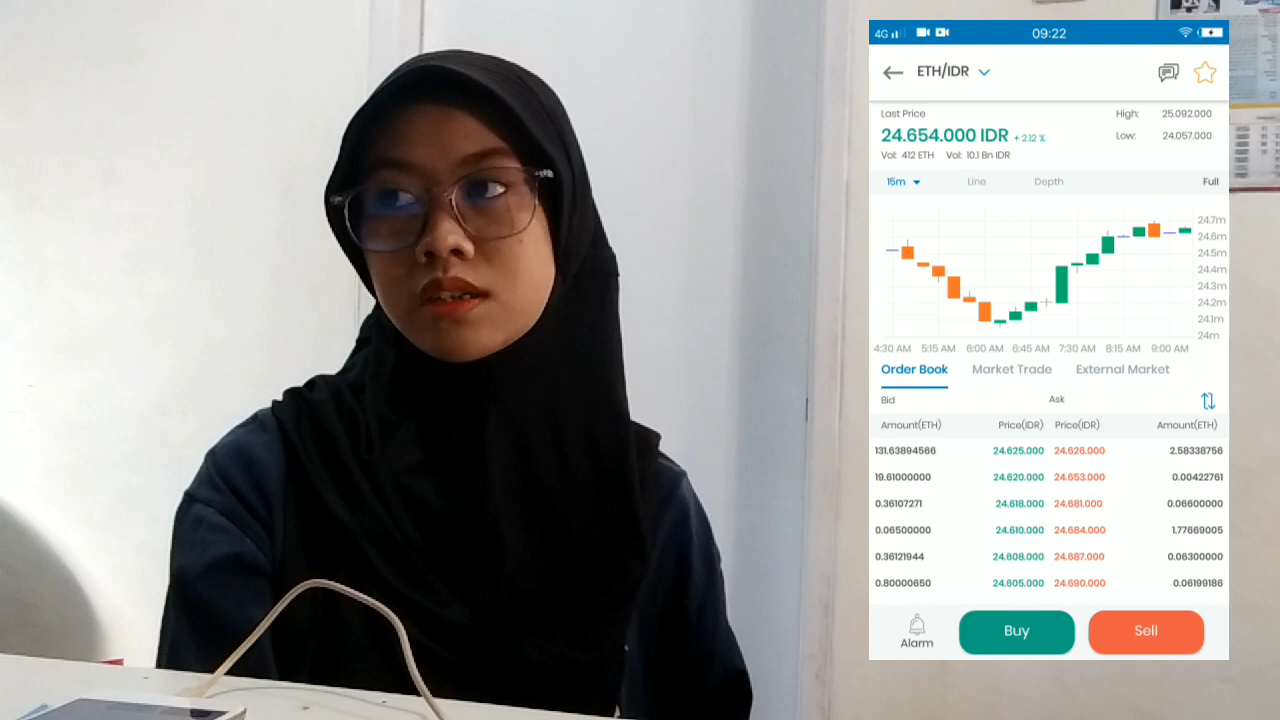 4G 09:22
ETH/IDR
Last Price High: 25.092.000
24.654.000 IDR + 2.12 % Low: 24.057.000
Vol: 412 ETH Vol: 10.1 Bn IDR
15m Line Depth Full
24.7m
24.6m
24.5m
24.4m
24.3m
24.2m
24.1m
24m
4:30 AM 5:15 AM 6:00 AM 6:45 AM 7:30 AM 8:15 AM 9:00 AM
Order Book Market Trade External Market
Bid Ask
Amount(ETH) Price(IDR) Price(IDR) Amount(ETH)
131.63894566 24.625.000 24.626.000 2.58338756
19.61000000 24.620.000 24.653.000 0.00422761
0.36107271 24.618.000 24.681.000 0.06600000
0.06500000 24.610.000 24.684.000 1.77669005
0.36121944 24.608.000 24.687.000 0.06300000
0.80000650 24.605.000 24.690.000 0.06199186
Alarm Buy Sell